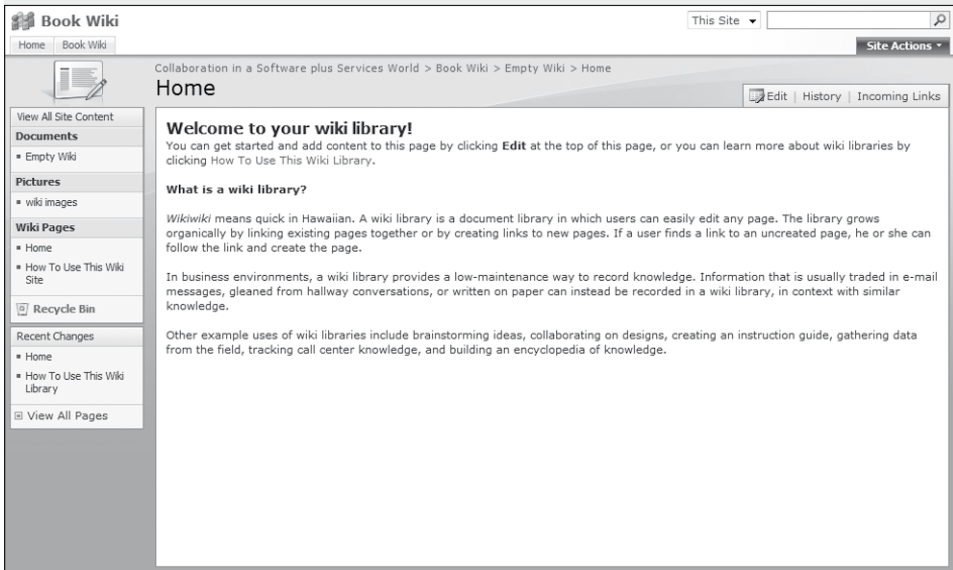 Book Wiki
This Site
Home Book Wiki
Site Actions
Collaboration in a Software plus Services World > Book Wiki > Empty Wiki > Home
Home
Edit | History | Incoming Links
View All Site Content
Documents
Empty Wiki
Pictures
wiki images
Wiki Pages
Home
How To Use This Wiki
Site
Recycle Bin
Recent Changes
Home
How To Use This Wiki
Library
View All Pages
Welcome to your wiki library!
You can get started and add content to this page by clicking Edit at the top of this page, or you can learn more about wiki libraries by
clicking How To Use This Wiki Library.
What is a wiki library?
Wikiwiki means quick in Hawaiian. A wiki library is a document library in which users can easily edit any page. The library grows
organically by linking existing pages together or by creating links to new pages. If a user finds a link to an uncreated page, he or she can
follow the link and create the page.
In business environments, a wiki library provides a low-maintenance way to record knowledge. Information that is usually traded in e-mail
messages, gleaned from hallway conversations, or written on paper can instead be recorded in a wiki library, in context with similar
knowledge.
Other example uses of wiki libraries include brainstorming ideas, collaborating on designs, creating an instruction guide, gathering data
from the field, tracking call center knowledge, and building an encyclopedia of knowledge.